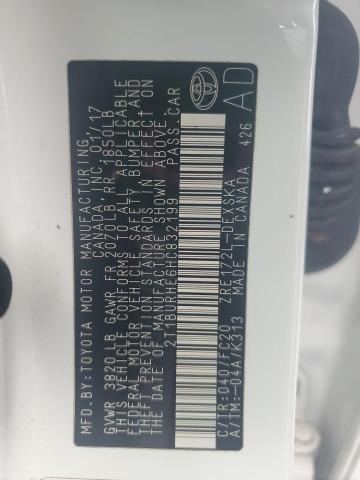 MFD.BY:TOYOTA MOTOR MANUFACTURING,
CANADA, INC. 01/17
GVWR 3820LB GAWR FR 2070LB RR 1850LB
THIS VEHICLE CONFORMS TO ALL APPLICABLE
FEDERAL MOTOR VEHICLE SAFETY, BUMPER AND
THEFT PREVENTION STANDARDS IN EFFECT ON
THE DATE OF MANUFACTURE SHOWN ABOVE.
2T1BURHE6HC832199 PASS.CAR
C/TR:040/FC20 ZRE172L-DEXSKA AD
A/TM:-04A/K313 MADE IN CANADA 426